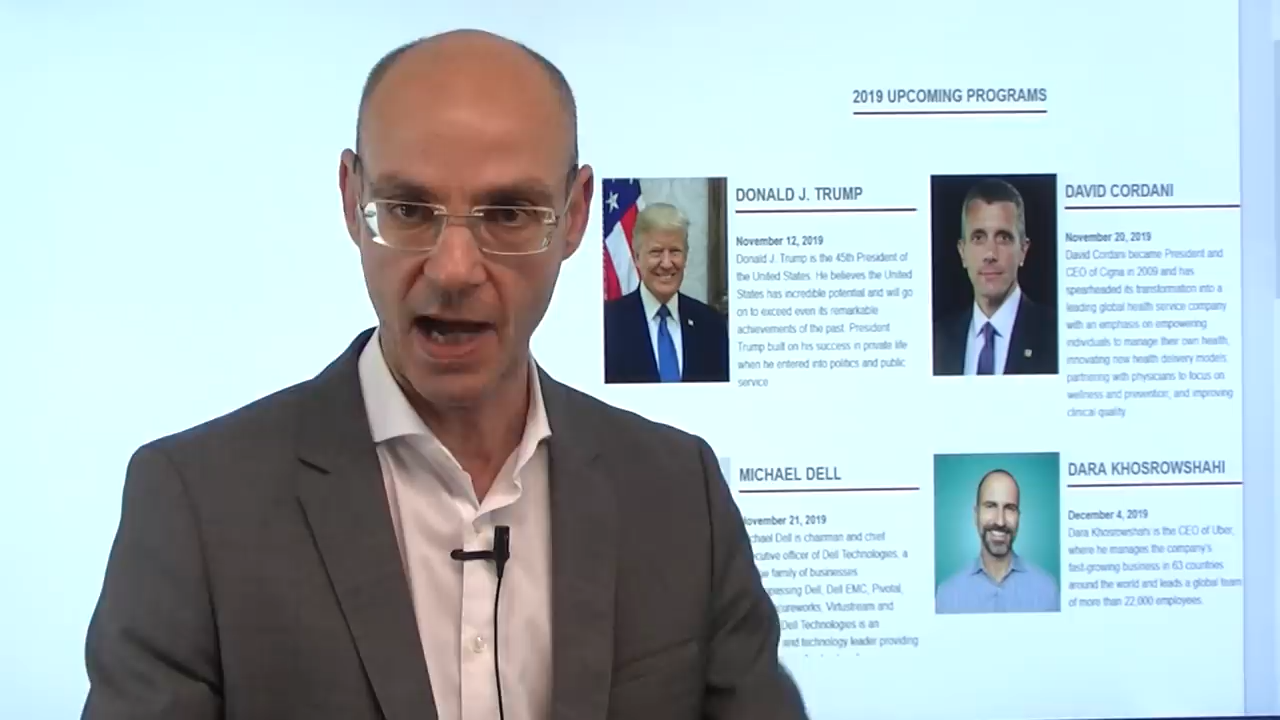 2019 UPCOMING PROGRAMS
DONALD J. TRUMP
November 12, 2019
Donald J. Trump is the 45th President of
the United States. He believes the United
States has incredible potential and will go
on to exceed even its remarkable
achievements of the past. President
Trump built on his success in private life
when he entered into politics and public
service
DAVID CORDANI
November 20, 2019
David Cordani became President and
CEO of Cigna in 2009 and has
spearheaded its transformation into a
leading global health service company
with an emphasis on empowering
individuals to manage their own health,
innovating new health delivery models
partnering with physicians to focus on
wellness and prevention, and improving
clinical quality
MICHAEL DELL
ovember 21, 2019
chael Dell is chairman and chief
cutive officer of Dell Technologies, a
e family of businesses
passing Dell, Dell EMC, Pivotal,
cureworks, Virtustream and
Dell Technologies is an
and technology leader providing
DARA KHOSROWSHAHI
December 4, 2019
Dara Khosrowshahi is the CEO of Uber,
where he manages the company's
fast-growing business in 63 countries
around the world and leads a global team
of more than 22,000 employees.